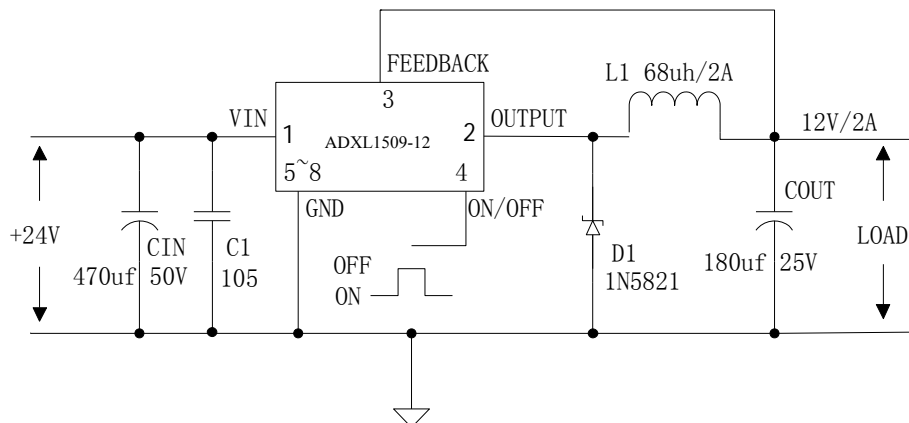 FEEDBACK
3
L1 68uh/2A
VIN
1
ADXL1509-12
2
OUTPUT
12V/2A
5~8
4
GND
ON/OFF
COUT
+24V
CIN
C1
470uf 50V
105
OFF
ON
D1
1N5821
180uf 25V
LOAD